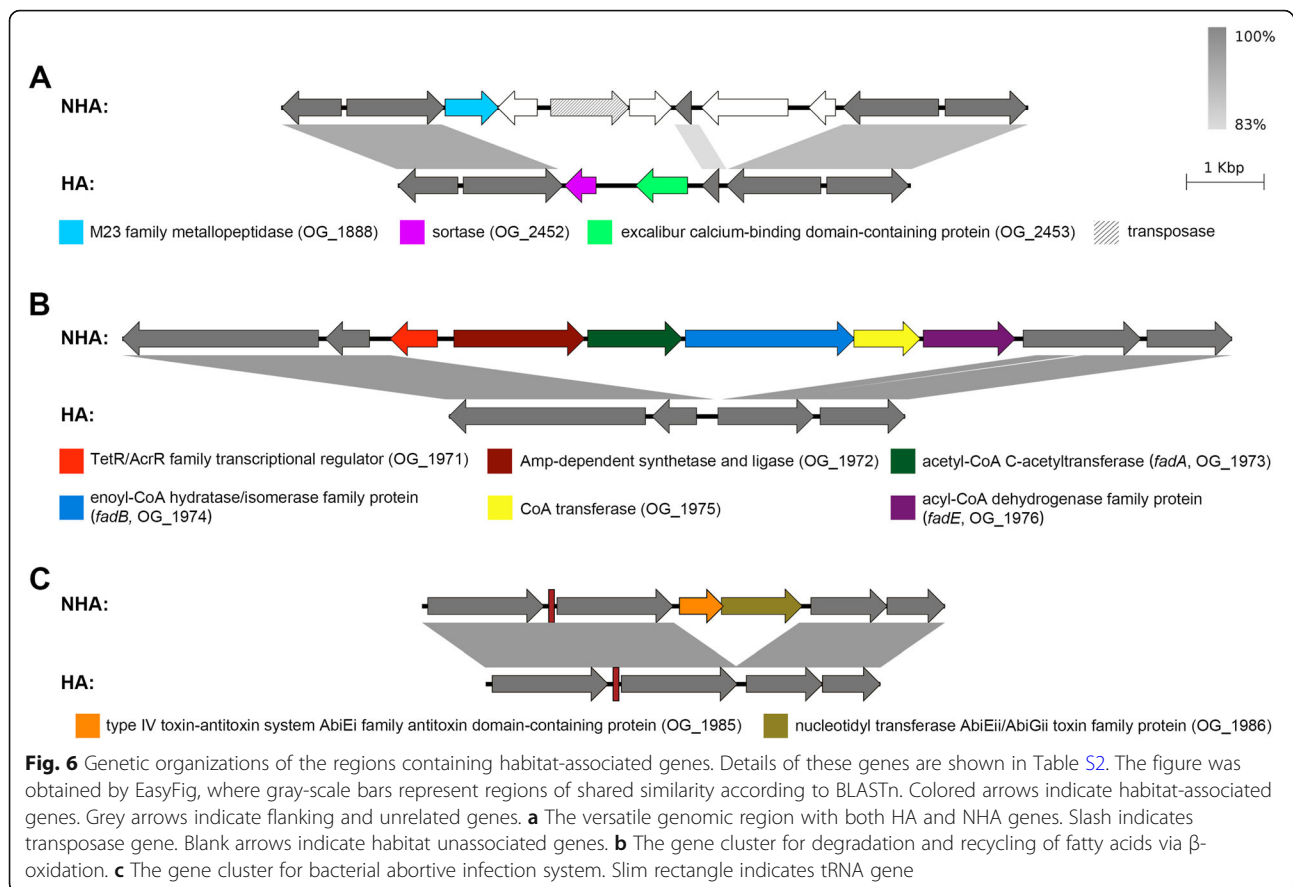 100%
83%
1 Kbp
A
NHA:
HA:
M23 family metallopeptidase (OG_1888)
sortase (OG_2452)
excalibur calcium-binding domain-containing protein (OG_2453)
transposase
B
NHA:
HA:
TetR/AcrR family transcriptional regulator (OG_1971)
Amp-dependent synthetase and ligase (OG_1972)
acetyl-CoA C-acetyltransferase (fadA, OG_1973)
enoyl-CoA hydratase/isomerase family protein
(fadB, OG_1974)
CoA transferase (OG_1975)
acyl-CoA dehydrogenase family protein
(fadE, OG_1976)
C
NHA:
HA:
type IV toxin-antitoxin system AbiEi family antitoxin domain-containing protein (OG_1985)
nucleotidyl transferase AbiEii/AbiGii toxin family protein (OG_1986)
Fig. 6 Genetic organizations of the regions containing habitat-associated genes. Details of these genes are shown in Table S2. The figure was
obtained by EasyFig, where gray-scale bars represent regions of shared similarity according to BLASTn. Colored arrows indicate habitat-associated
genes. Grey arrows indicate flanking and unrelated genes. a The versatile genomic region with both HA and NHA genes. Slash indicates
transposase gene. Blank arrows indicate habitat unassociated genes. b The gene cluster for degradation and recycling of fatty acids via β-
oxidation. c The gene cluster for bacterial abortive infection system. Slim rectangle indicates tRNA gene